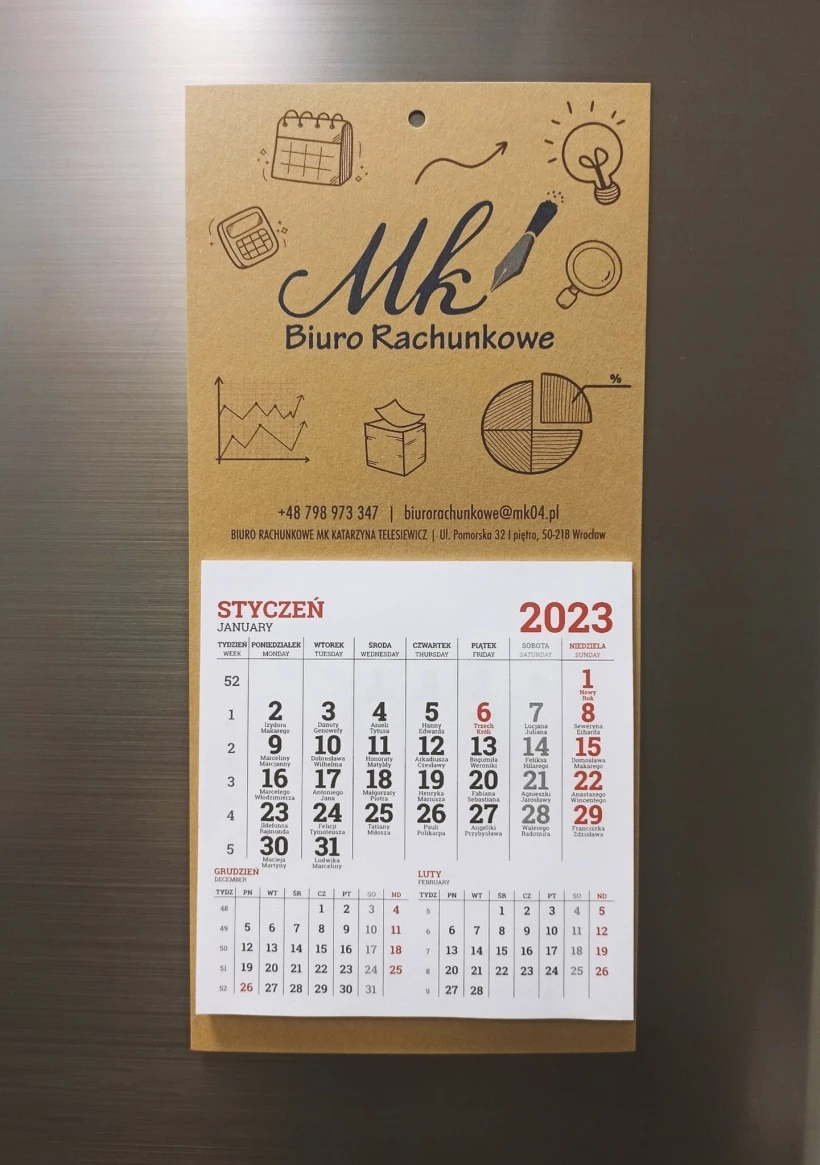 Mk
Biuro Rachunkowe
%
+48 798 973 347 | biurorachunkowe@mk04.pl
BIURO RACHUNKOWE MK KATARZYNA TELESIEWICZ | Ul. Pomorska 32 I piętro, 50-218 Wrocław
STYCZEŃ 2023
JANUARY
TYDZIEŃ PONIEDZIAŁEK WTOREK ŚRODA CZWARTEK PIĄTEK SOBOTA NIEDZIELA
WEEK MONDAY TUESDAY WEDNESDAY THURSDAY FRIDAY SATURDAY SUNDAY
52 1
Nowy
Rok
1 2 3 4 5 6 7 8
Izydora Danuty Anieli Hanny Trzech Lucjana Seweryna
Makarego Genowefy Tytusa Edwarda Króli Juliana Erharda
2 9 10 11 12 13 14 15
Marceliny Dobrosława Honoraty Arkadiusza Bogumiła Feliksa Domosława
Marcjanny Wilhelma Matyldy Czesławy Weroniki Hilarego Makarego
3 16 17 18 19 20 21 22
Marcelego Antoniego Małgorzaty Henryka Fabiana Agnieszki Anastazego
Włodzimierza Jana Piotra Mariusza Sebastiana Jarosławy Wincentego
4 23 24 25 26 27 28 29
Ildefonsa Felicji Tatiany Pauli Angeliki Walerego Franciszka
Rajmunda Tymoteusza Miłosza Polikarpa Przybysława Radomira Zdzisława
5 30 31
Macieja Ludwika
Martyny Marceliny
GRUDZIEŃ
DECEMBER
TYDZ PN WT ŚR CZ PT SO ND
48 1 2 3 4
49 5 6 7 8 9 10 11
50 12 13 14 15 16 17 18
51 19 20 21 22 23 24 25
52 26 27 28 29 30 31
LUTY
FEBRUARY
TYDZ PN WT ŚR CZ PT SO ND
5 1 2 3 4 5
6 6 7 8 9 10 11 12
7 13 14 15 16 17 18 19
8 20 21 22 23 24 25 26
9 27 28